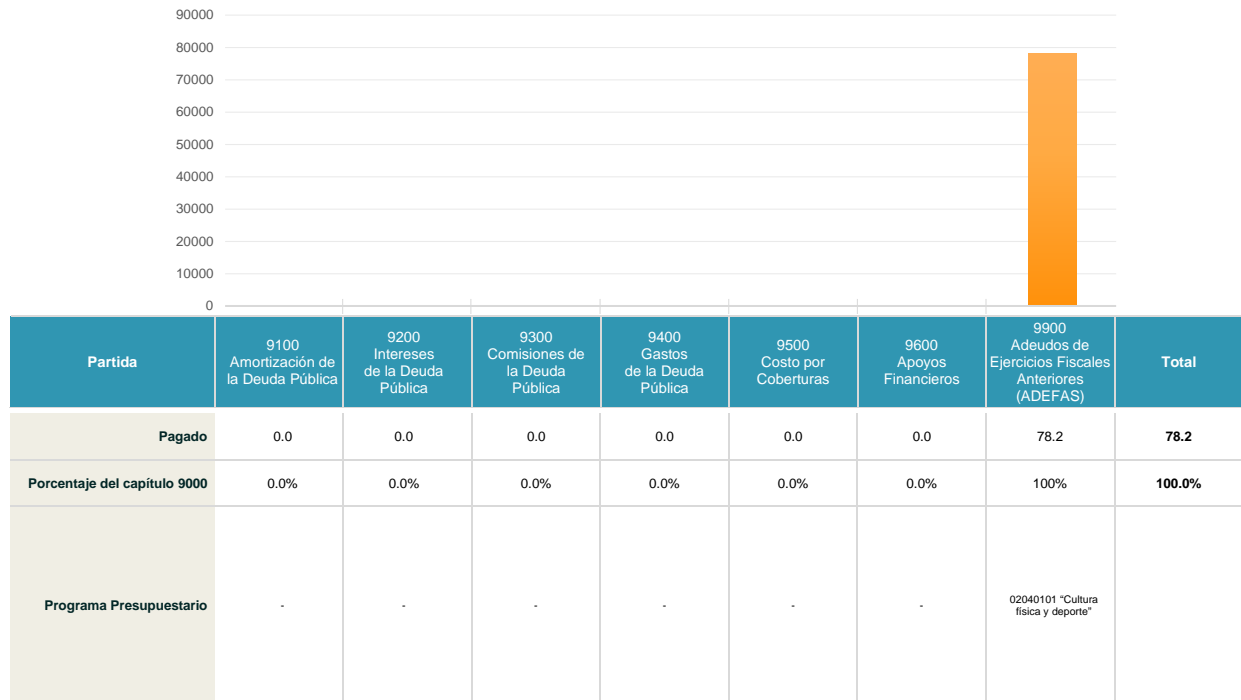 90000
80000
70000
60000
50000
40000
30000
20000
10000
0
Partida
9100
Amortización de
la Deuda Pública
9200
Intereses
de la Deuda
Pública
9300
Comisiones de
la Deuda
Pública
9400
Gastos
de la Deuda
Pública
9500
Costo por
Coberturas
9600
Apoyos
Financieros
9900
Adeudos de
Ejercicios Fiscales
Anteriores
(ADEFAS)
Total
Pagado
0.0
0.0
0.0
0.0
0.0
0.0
78.2
78.2
Porcentaje del capítulo 9000
0.0%
0.0%
0.0%
0.0%
0.0%
0.0%
100%
100.0%
Programa Presupuestario
-
-
-
-
-
-
02040101 “Cultura
física y deporte”